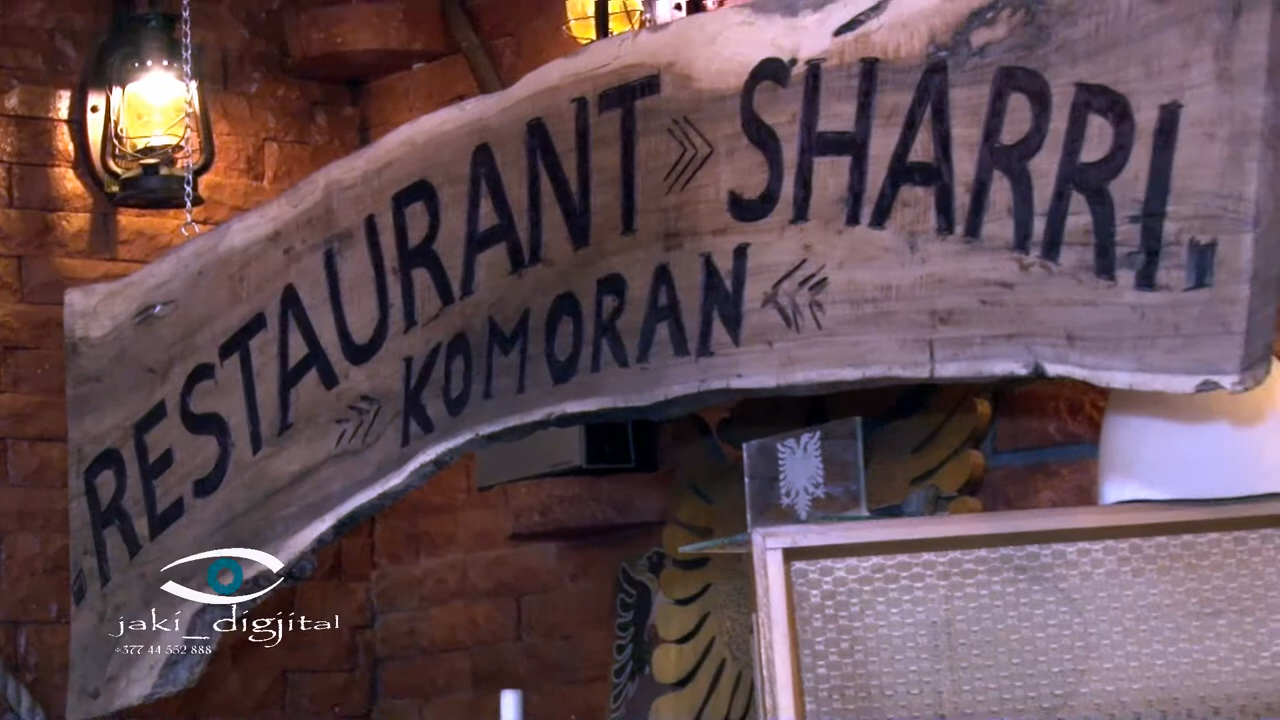 „RESTAURANT » SHARRI„
» KOMORAN «
jaki_digjital
+377 44 552 888